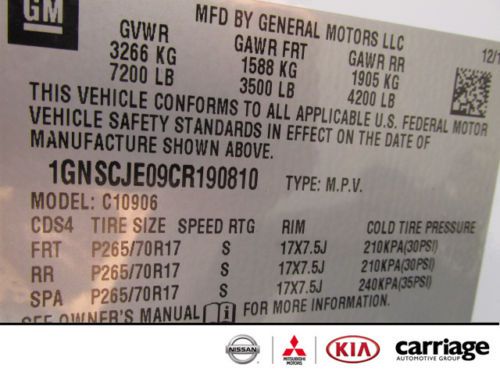 GM
MFD BY GENERAL MOTORS LLC
GVWR GAWR FRT GAWR RR 12/1
3266 KG 1588 KG 1905 KG
7200 LB 3500 LB 4200 LB
THIS VEHICLE CONFORMS TO ALL APPLICABLE U.S. FEDERAL MOTOR
VEHICLE SAFETY STANDARDS IN EFFECT ON THE DATE OF
MANUFACTURE SHOWN ABOVE.
1GNSCJE09CR190810 TYPE: M.P.V.
MODEL: C10906
CDS4 TIRE SIZE SPEED RTG RIM COLD TIRE PRESSURE
FRT P265/70R17 S 17X7.5J 210KPA(30PSI)
RR P265/70R17 S 17X7.5J 210KPA(30PSI)
SPA P265/70R17 S 17X7.5J 240KPA(35PSI)
SEE OWNER'S MANUAL FOR MORE INFORMATION.
NISSAN MITSUBISHI MOTORS KIA carriage
AUTOMOTIVE GROUP